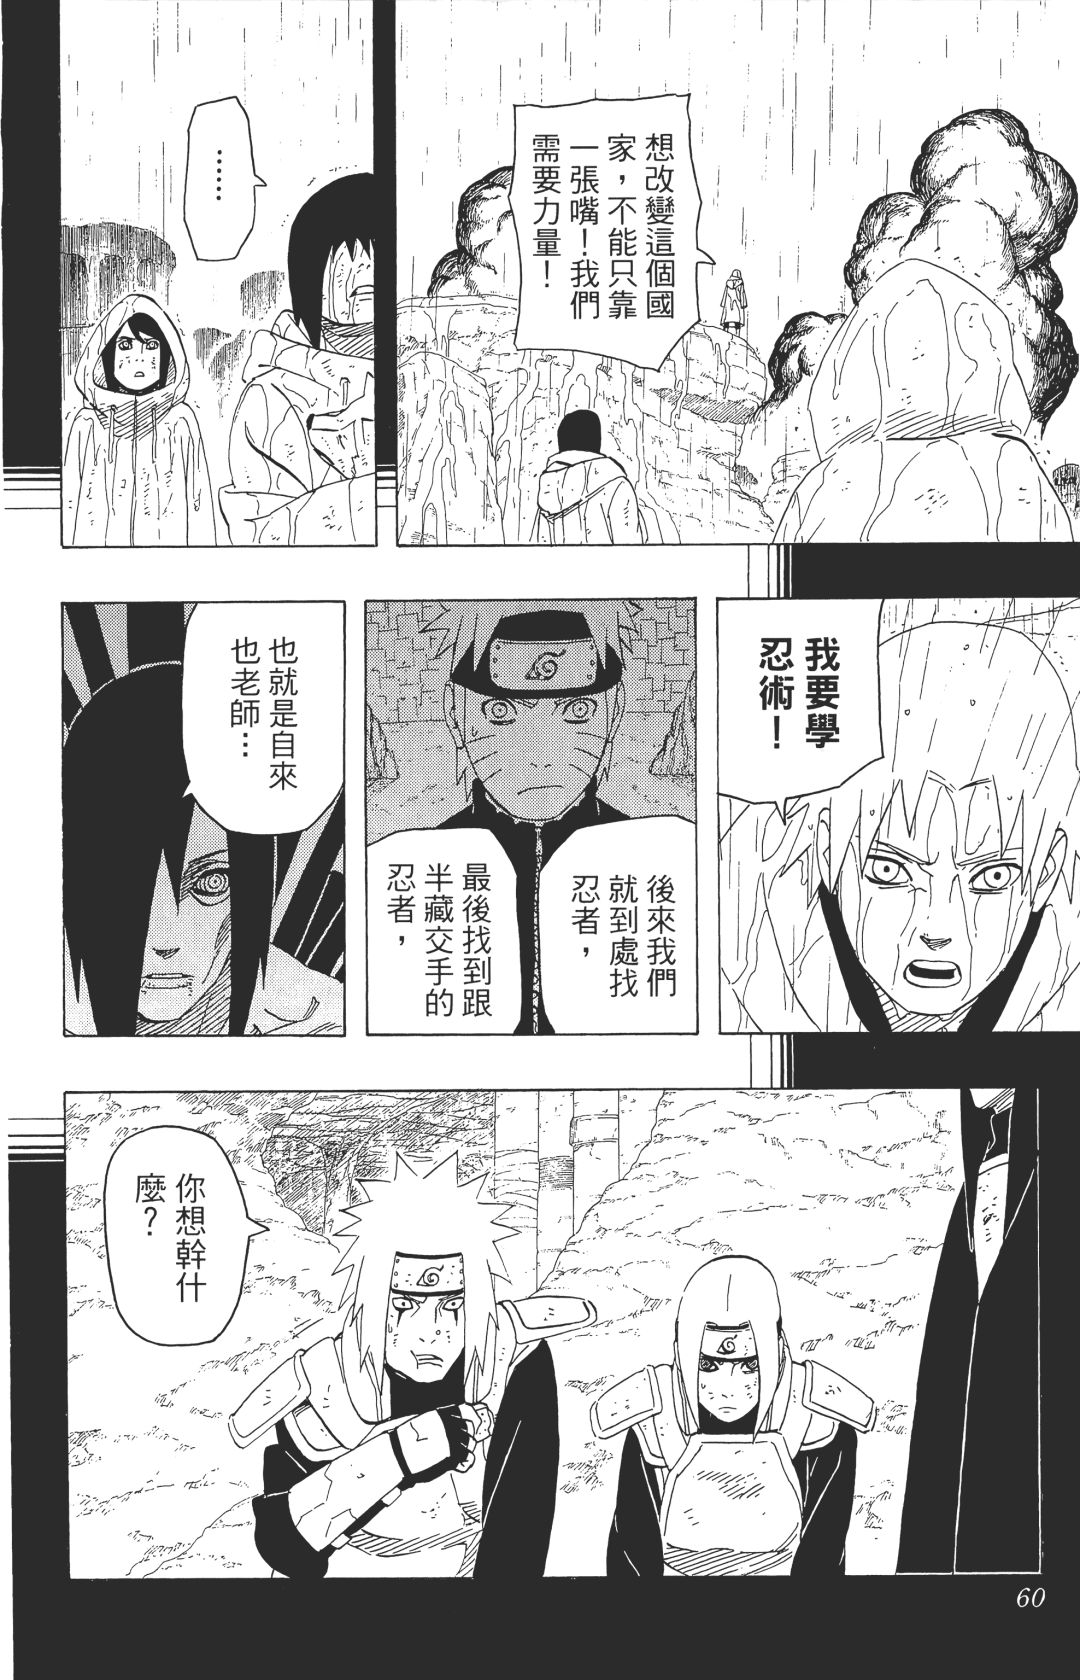 想改變這個國
家，不能只靠
一張嘴！我們
需要力量！
……
我要學
忍術！
後來我們
就到處找
忍者，
最後找到跟
半藏交手的
忍者，
也就是自來
也老師…
你想幹什
麼？
60